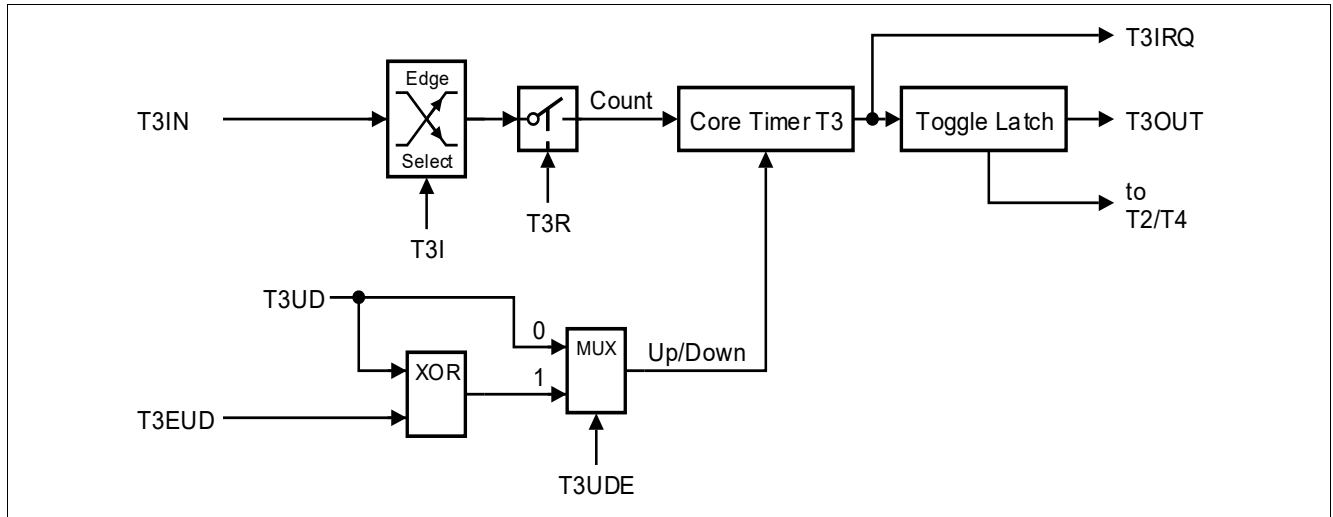 T3IRQ
Edge
Count
T3IN
Core Timer T3
Toggle Latch
T3OUT
Select
to
T2/T4
T3R
T3I
T3UD
0
MUX
Up/Down
XOR
1
T3EUD
T3UDE